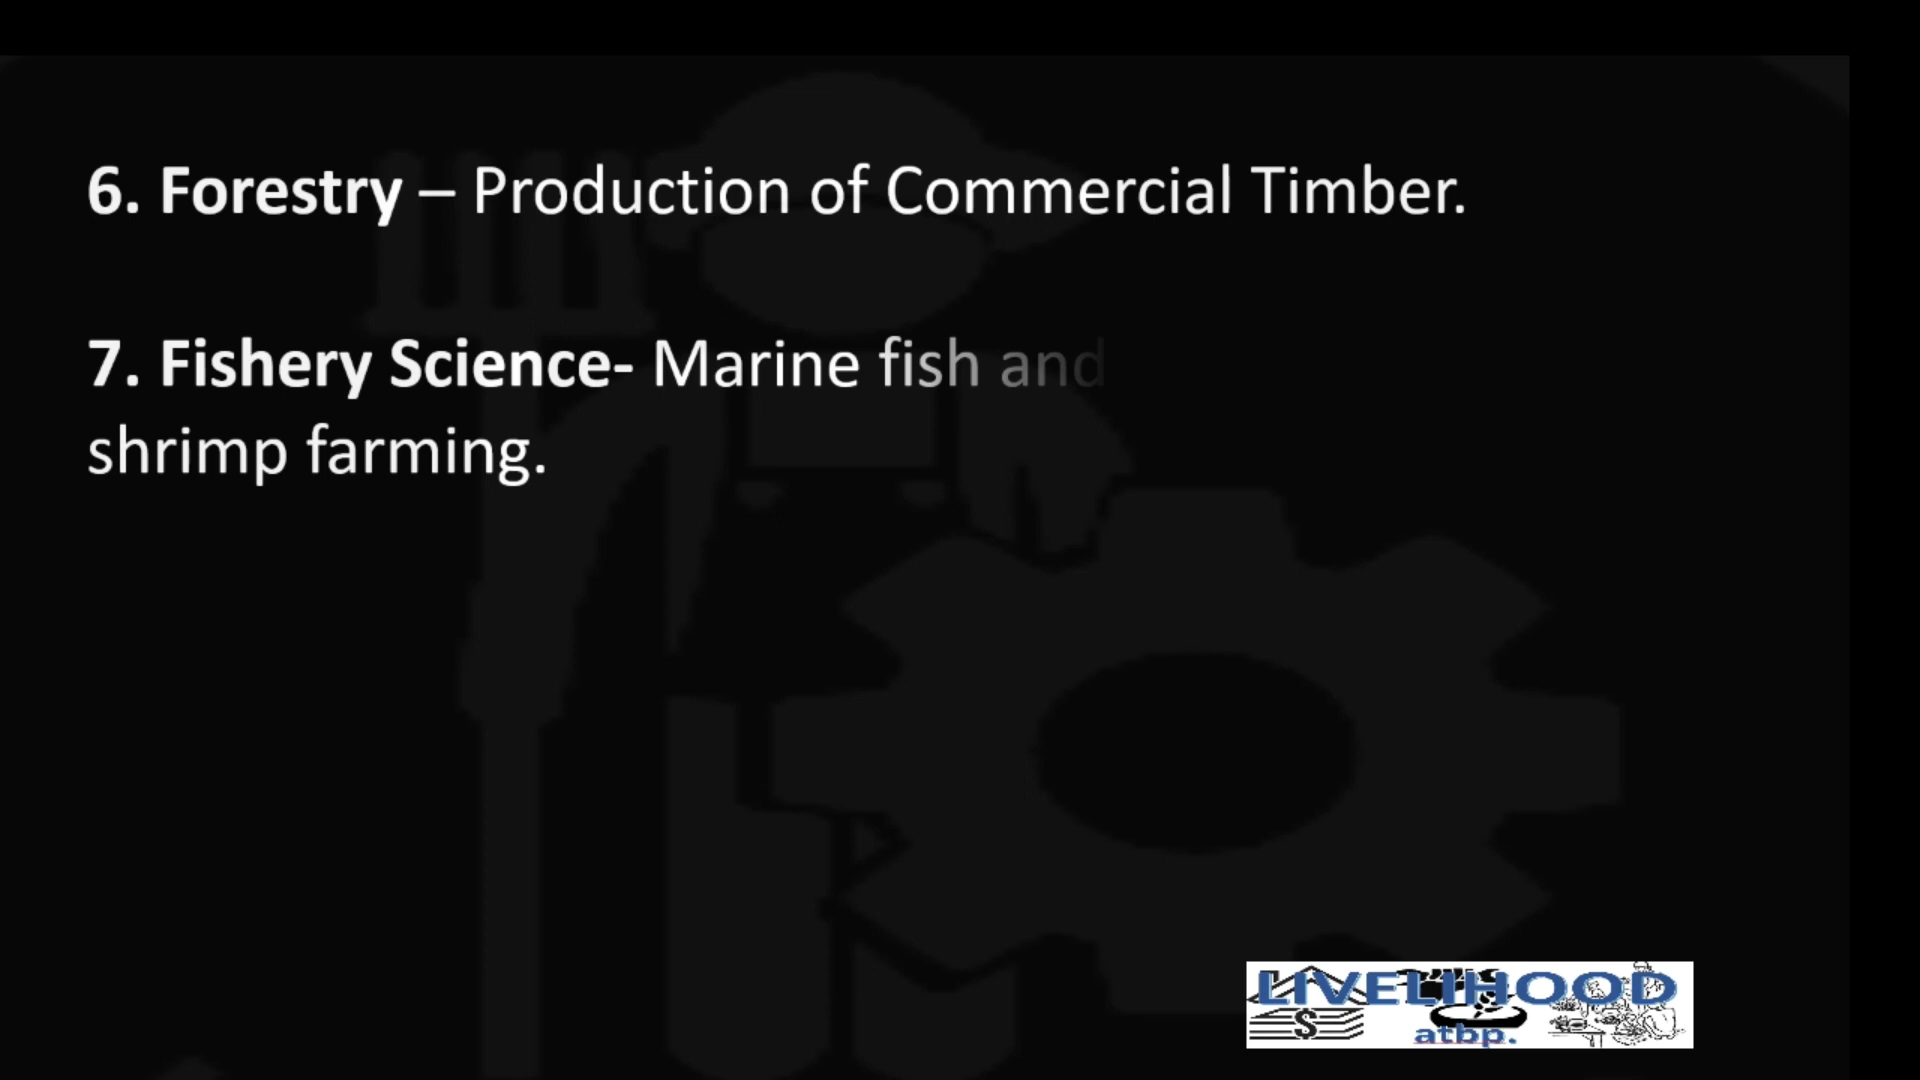 6. Forestry – Production of Commercial Timber.
7. Fishery Science- Marine fish and
shrimp farming.
LIVELIHOOD
$
atbp.